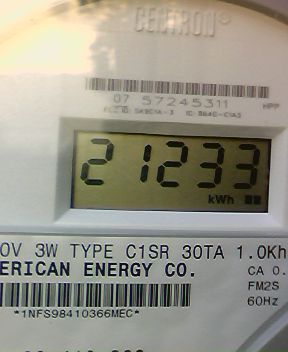 CENTRON®
07 57245311 HPP
21233
kWh
0V 3W TYPE C1SR 30TA 1.0Kh
ERICAN ENERGY CO. CA 0.
FM2S
*1NFS98410366MEC* 60Hz